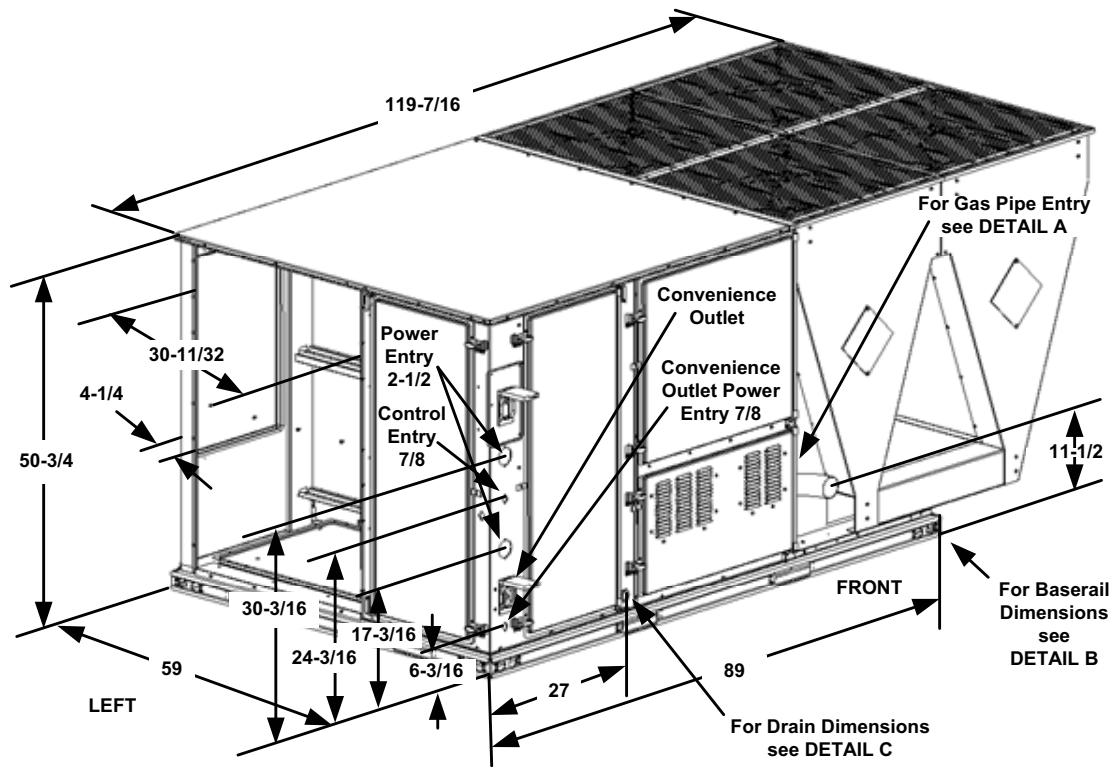 119-7/16
For Gas Pipe Entry
see DETAIL A
Convenience
Outlet
Power
Entry
2-1/2
30-11/32
Convenience
Outlet Power
Entry 7/8
4-1/4
Control
Entry
7/8
50-3/4
11-1/2
FRONT
For Baserail
Dimensions
see
DETAIL B
30-3/16
17-3/16
24-3/16
6-3/16
59
27
89
LEFT
For Drain Dimensions
see DETAIL C